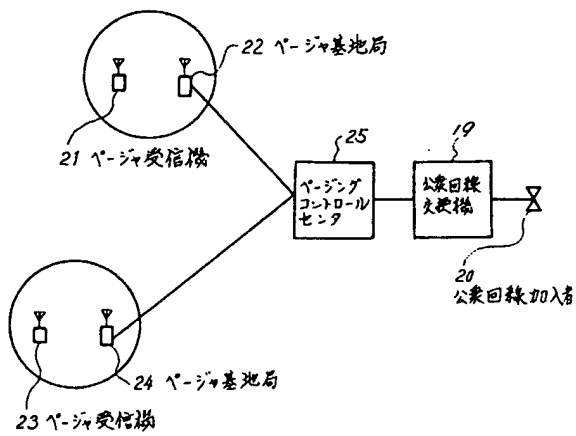 22 ページャ基地局
21 ページャ受信機
25
19
ページング
コントロール
センタ
公衆回線
交換機
20
公衆回線加入者
24 ページャ基地局
23 ページャ受信機